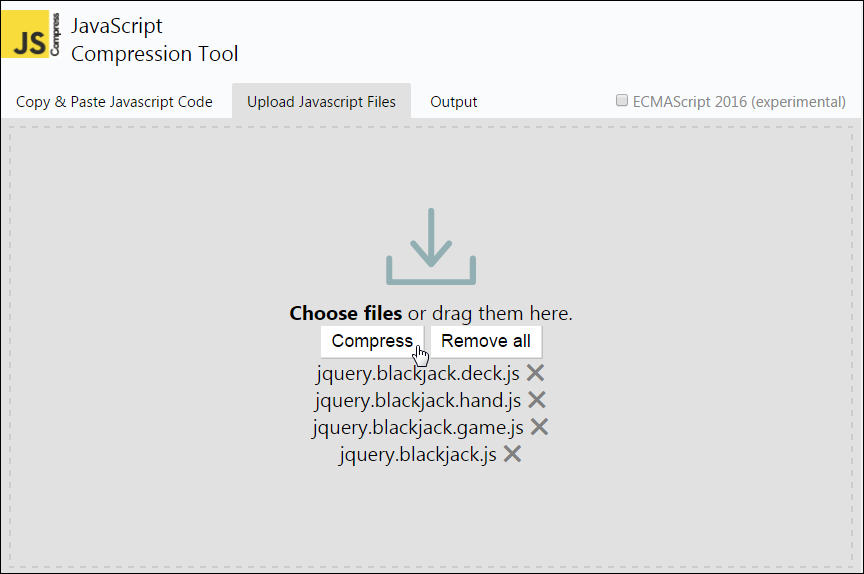 JS
Compress
JavaScript
Compression Tool
Copy & Paste Javascript Code
Upload Javascript Files
Output
ECMAScript 2016 (experimental)
Choose files or drag them here.
Compress
Remove all
jquery.blackjack.deck.js
jquery.blackjack.hand.js
jquery.blackjack.game.js
jquery.blackjack.js